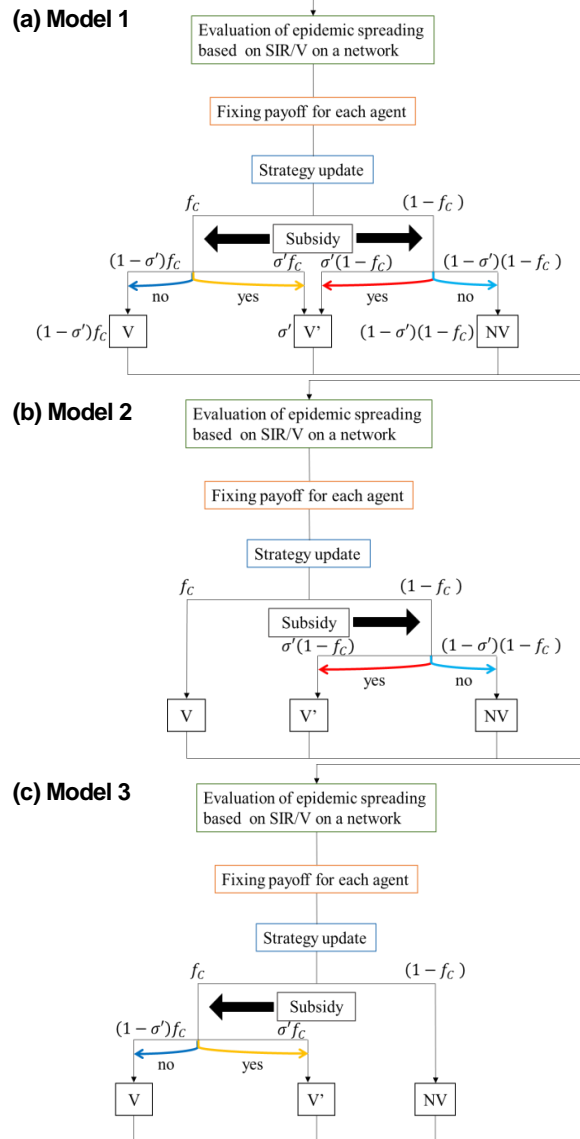 (a) Model 1
Evaluation of epidemic spreading
based on SIR/V on a network
Fixing payoff for each agent
Strategy update
f_C
(1 − f_C)
Subsidy
(1 − σ′)f_C
σ′f_C
σ′(1 − f_C)
(1 − σ′)(1 − f_C)
no
yes
yes
no
(1 − σ′)f_C
V
σ′
V’
(1 − σ′)(1 − f_C)
NV
(b) Model 2
Evaluation of epidemic spreading
based on SIR/V on a network
Fixing payoff for each agent
Strategy update
f_C
(1 − f_C)
Subsidy
σ′(1 − f_C)
(1 − σ′)(1 − f_C)
yes
no
V
V’
NV
(c) Model 3
Evaluation of epidemic spreading
based on SIR/V on a network
Fixing payoff for each agent
Strategy update
f_C
(1 − f_C)
Subsidy
(1 − σ′)f_C
σ′f_C
no
yes
V
V’
NV